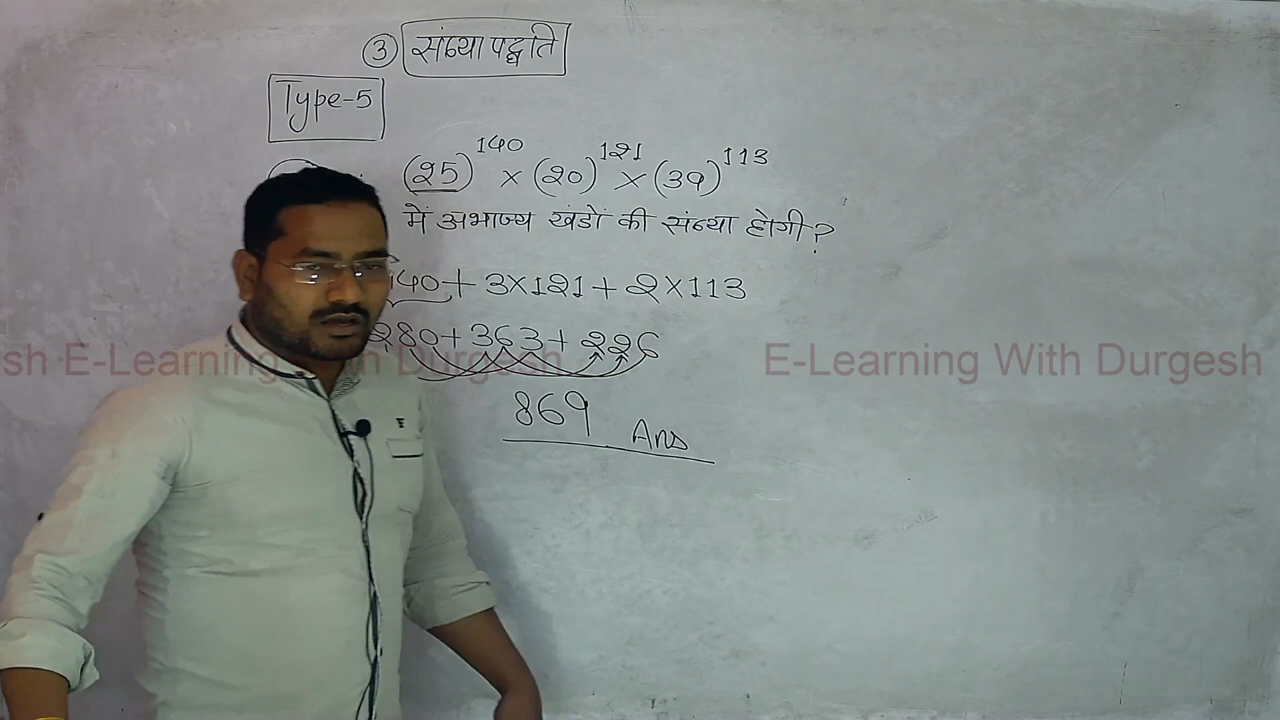 ③ संख्या पद्धति
Type-5
(25)¹⁴⁰ × (20)¹²¹ × (39)¹¹³
में अभाज्य खंडों की संख्या होगी?
140 + 3×121 + 2×113
280 + 363 + 226
869 Ans
E-Learning With Durgesh E-Learning With Durgesh